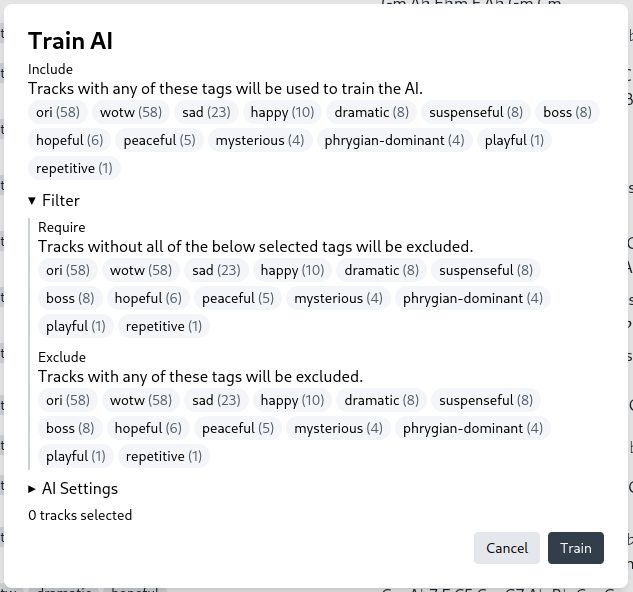 Train AI
Include
Tracks with any of these tags will be used to train the AI.
ori (58) wotw (58) sad (23) happy (10) dramatic (8) suspenseful (8) boss (8)
hopeful (6) peaceful (5) mysterious (4) phrygian-dominant (4) playful (1)
repetitive (1)
▾ Filter
Require
Tracks without all of the below selected tags will be excluded.
ori (58) wotw (58) sad (23) happy (10) dramatic (8) suspenseful (8)
boss (8) hopeful (6) peaceful (5) mysterious (4) phrygian-dominant (4)
playful (1) repetitive (1)
Exclude
Tracks with any of these tags will be excluded.
ori (58) wotw (58) sad (23) happy (10) dramatic (8) suspenseful (8)
boss (8) hopeful (6) peaceful (5) mysterious (4) phrygian-dominant (4)
playful (1) repetitive (1)
▸ AI Settings
0 tracks selected
Cancel Train
dramatic hopeful